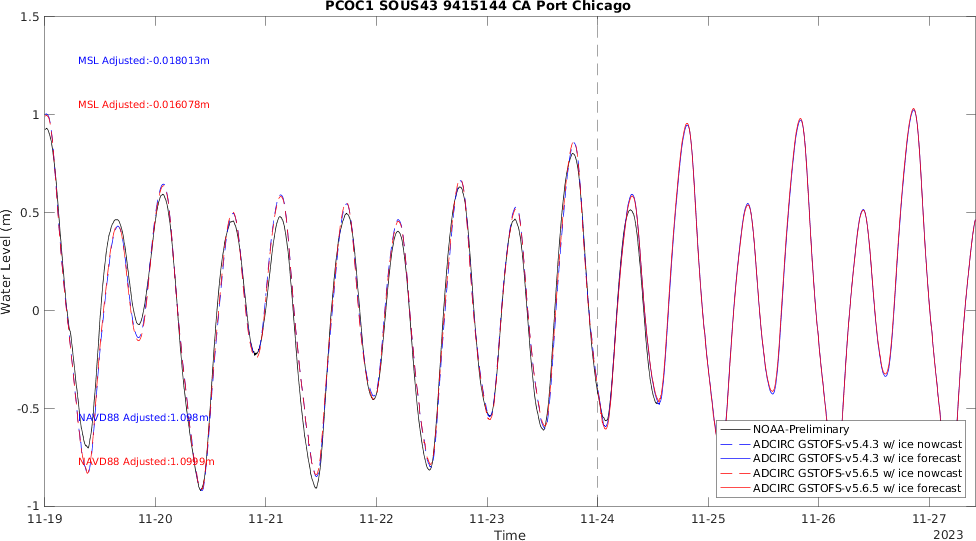 PCOC1 SOUS43 9415144 CA Port Chicago
1.5
MSL Adjusted:-0.018013m
MSL Adjusted:-0.016078m
1
0.5
Water Level (m)
0
-0.5
NAVD88 Adjusted:1.098m
NAVD88 Adjusted:1.0999m
-1
NOAA-Preliminary
ADCIRC GSTOFS-v5.4.3 w/ ice nowcast
ADCIRC GSTOFS-v5.4.3 w/ ice forecast
ADCIRC GSTOFS-v5.6.5 w/ ice nowcast
ADCIRC GSTOFS-v5.6.5 w/ ice forecast
11-19 11-20 11-21 11-22 11-23 11-24 11-25 11-26 11-27
Time
2023